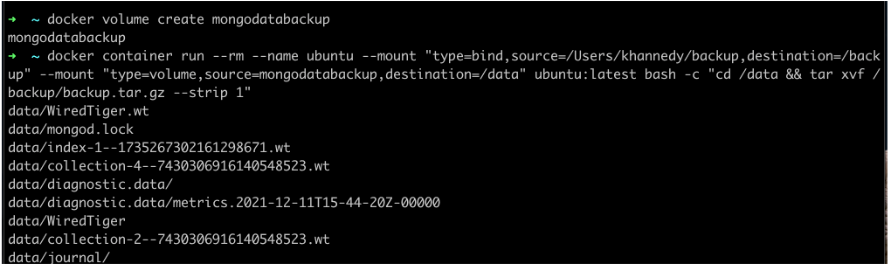 ➜ ~ docker volume create mongodatabackup
mongodatabackup
➜ ~ docker container run --rm --name ubuntu --mount "type=bind,source=/Users/khannedy/backup,destination=/back
up" --mount "type=volume,source=mongodatabackup,destination=/data" ubuntu:latest bash -c "cd /data && tar xvf /
backup/backup.tar.gz --strip 1"
data/WiredTiger.wt
data/mongod.lock
data/index-1--1735267302161298671.wt
data/collection-4--7430306916140548523.wt
data/diagnostic.data/
data/diagnostic.data/metrics.2021-12-11T15-44-20Z-00000
data/WiredTiger
data/collection-2--7430306916140548523.wt
data/journal/